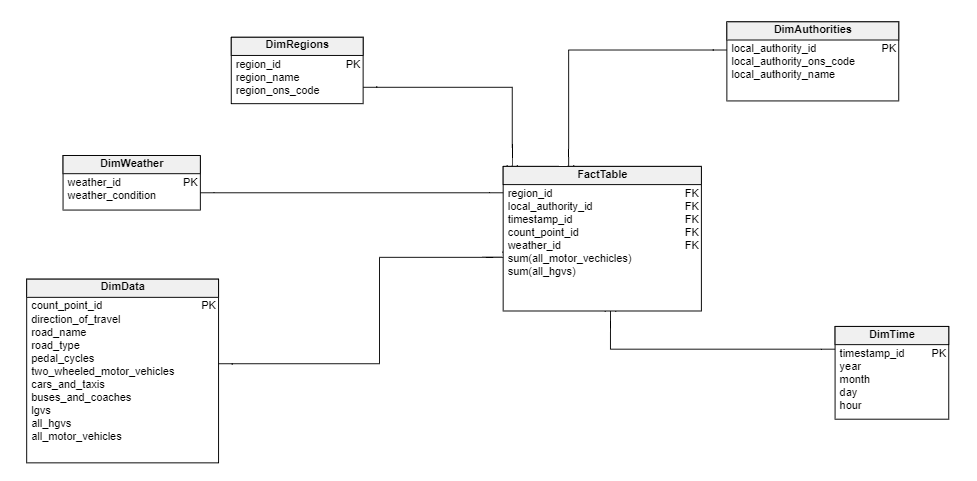 DimRegions
region_id PK
region_name
region_ons_code
DimAuthorities
local_authority_id PK
local_authority_ons_code
local_authority_name
DimWeather
weather_id PK
weather_condition
FactTable
region_id FK
local_authority_id FK
timestamp_id FK
count_point_id FK
weather_id FK
sum(all_motor_vechicles)
sum(all_hgvs)
DimData
count_point_id PK
direction_of_travel
road_name
road_type
pedal_cycles
two_wheeled_motor_vehicles
cars_and_taxis
buses_and_coaches
lgvs
all_hgvs
all_motor_vehicles
DimTime
timestamp_id PK
year
month
day
hour